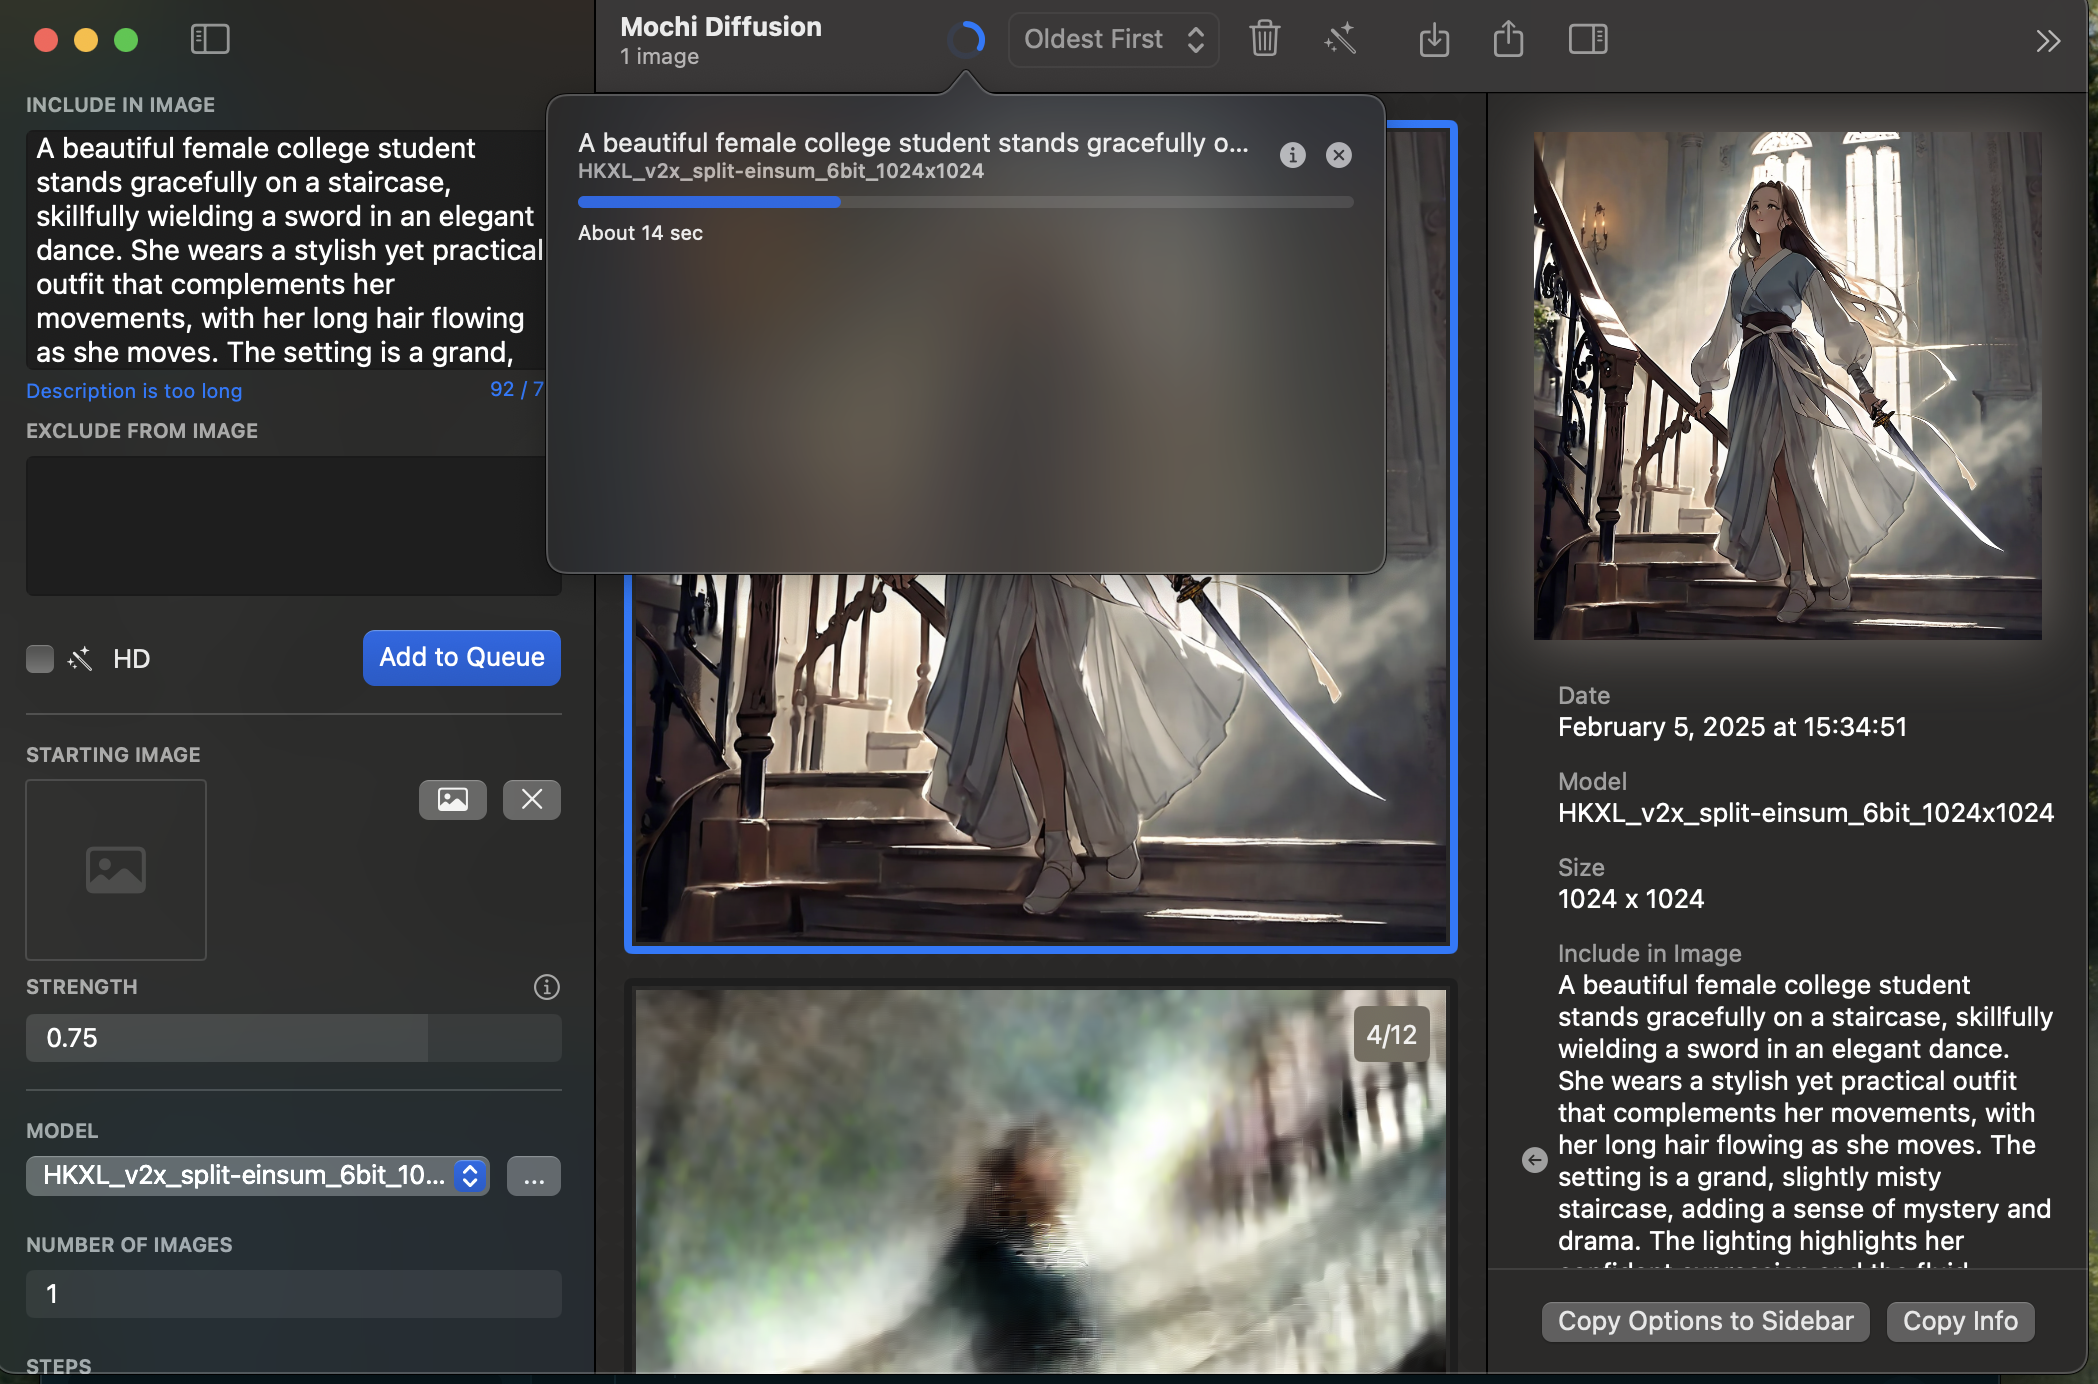 Mochi Diffusion
1 image
Oldest First
INCLUDE IN IMAGE
A beautiful female college student
stands gracefully on a staircase,
skillfully wielding a sword in an elegant
dance. She wears a stylish yet practical
outfit that complements her
movements, with her long hair flowing
as she moves. The setting is a grand,
Description is too long
92 / 7
EXCLUDE FROM IMAGE
HD
Add to Queue
STARTING IMAGE
STRENGTH
0.75
MODEL
HKXL_v2x_split-einsum_6bit_10...
...
NUMBER OF IMAGES
1
STEPS
A beautiful female college student stands gracefully o...
HKXL_v2x_split-einsum_6bit_1024x1024
About 14 sec
4/12
Date
February 5, 2025 at 15:34:51
Model
HKXL_v2x_split-einsum_6bit_1024x1024
Size
1024 x 1024
Include in Image
A beautiful female college student
stands gracefully on a staircase, skillfully
wielding a sword in an elegant dance.
She wears a stylish yet practical outfit
that complements her movements, with
her long hair flowing as she moves. The
setting is a grand, slightly misty
staircase, adding a sense of mystery and
drama. The lighting highlights her
confident expression and the fluid
Copy Options to Sidebar
Copy Info